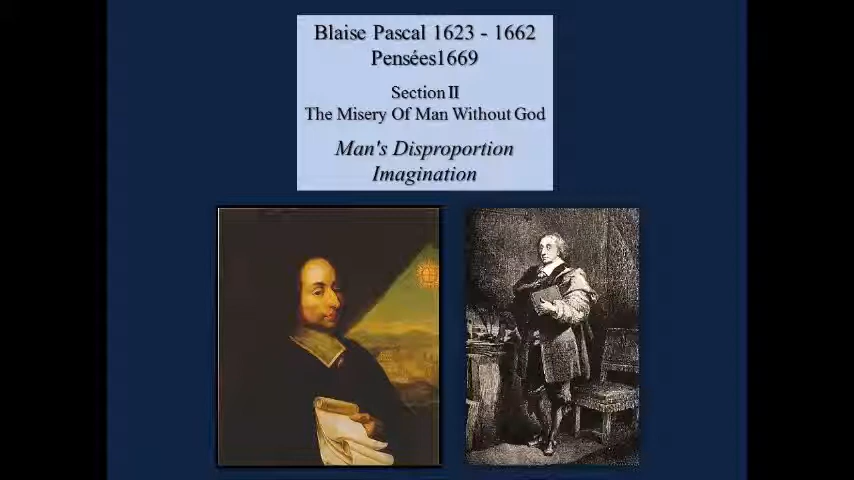 Blaise Pascal 1623 - 1662
Pensées1669
Section II
The Misery Of Man Without God
Man's Disproportion
Imagination